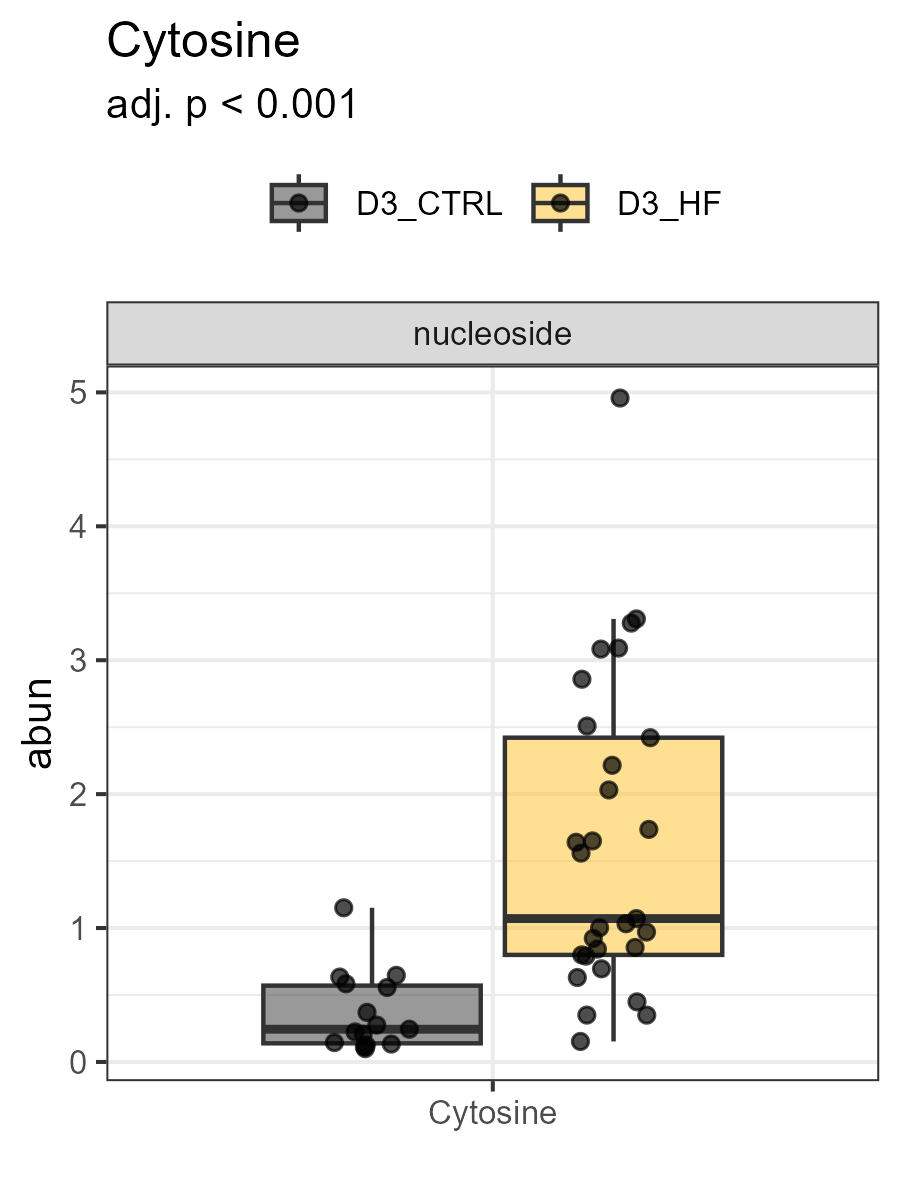 Cytosine
adj. p < 0.001
D3_CTRL D3_HF
nucleoside
5
4
3
2
1
0
abun
Cytosine